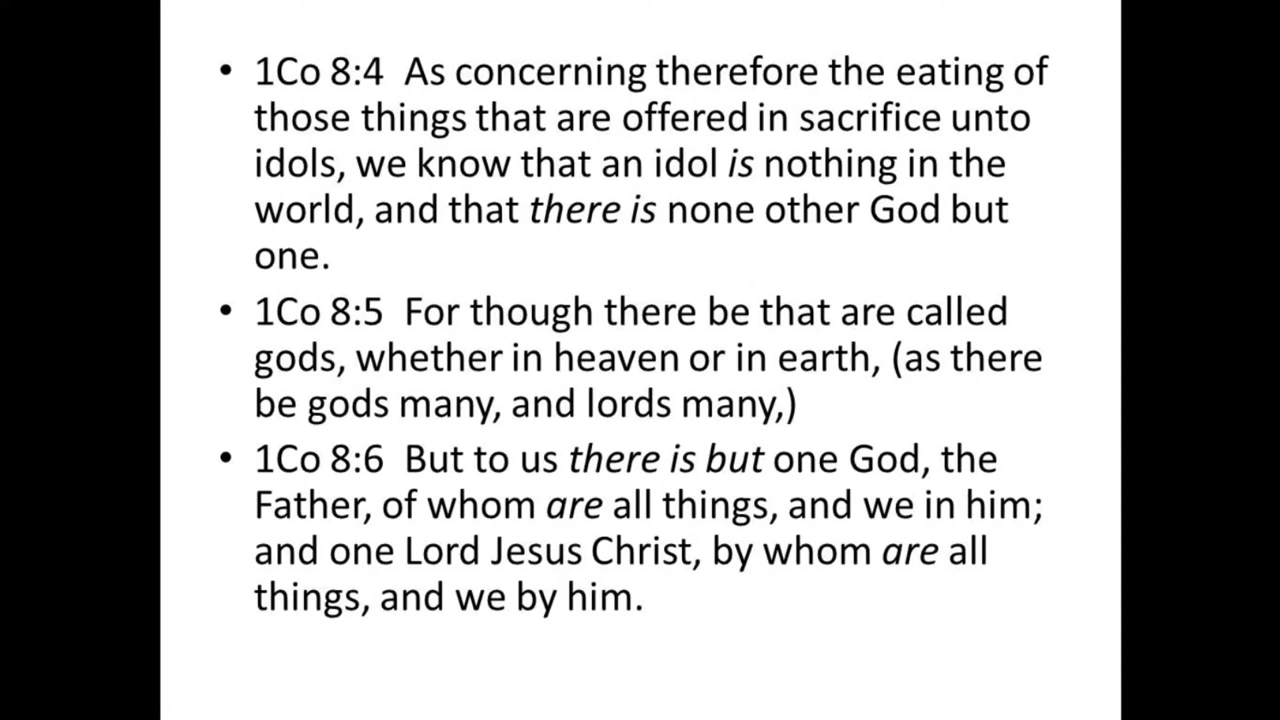 • 1Co 8:4  As concerning therefore the eating of
those things that are offered in sacrifice unto
idols, we know that an idol is nothing in the
world, and that there is none other God but
one.
• 1Co 8:5  For though there be that are called
gods, whether in heaven or in earth, (as there
be gods many, and lords many,)
• 1Co 8:6  But to us there is but one God, the
Father, of whom are all things, and we in him;
and one Lord Jesus Christ, by whom are all
things, and we by him.